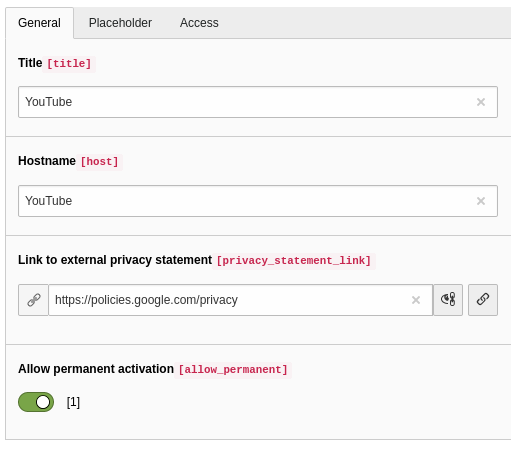 General Placeholder Access
Title [title]
YouTube
Hostname [host]
YouTube
Link to external privacy statement [privacy_statement_link]
https://policies.google.com/privacy
Allow permanent activation [allow_permanent]
[1]